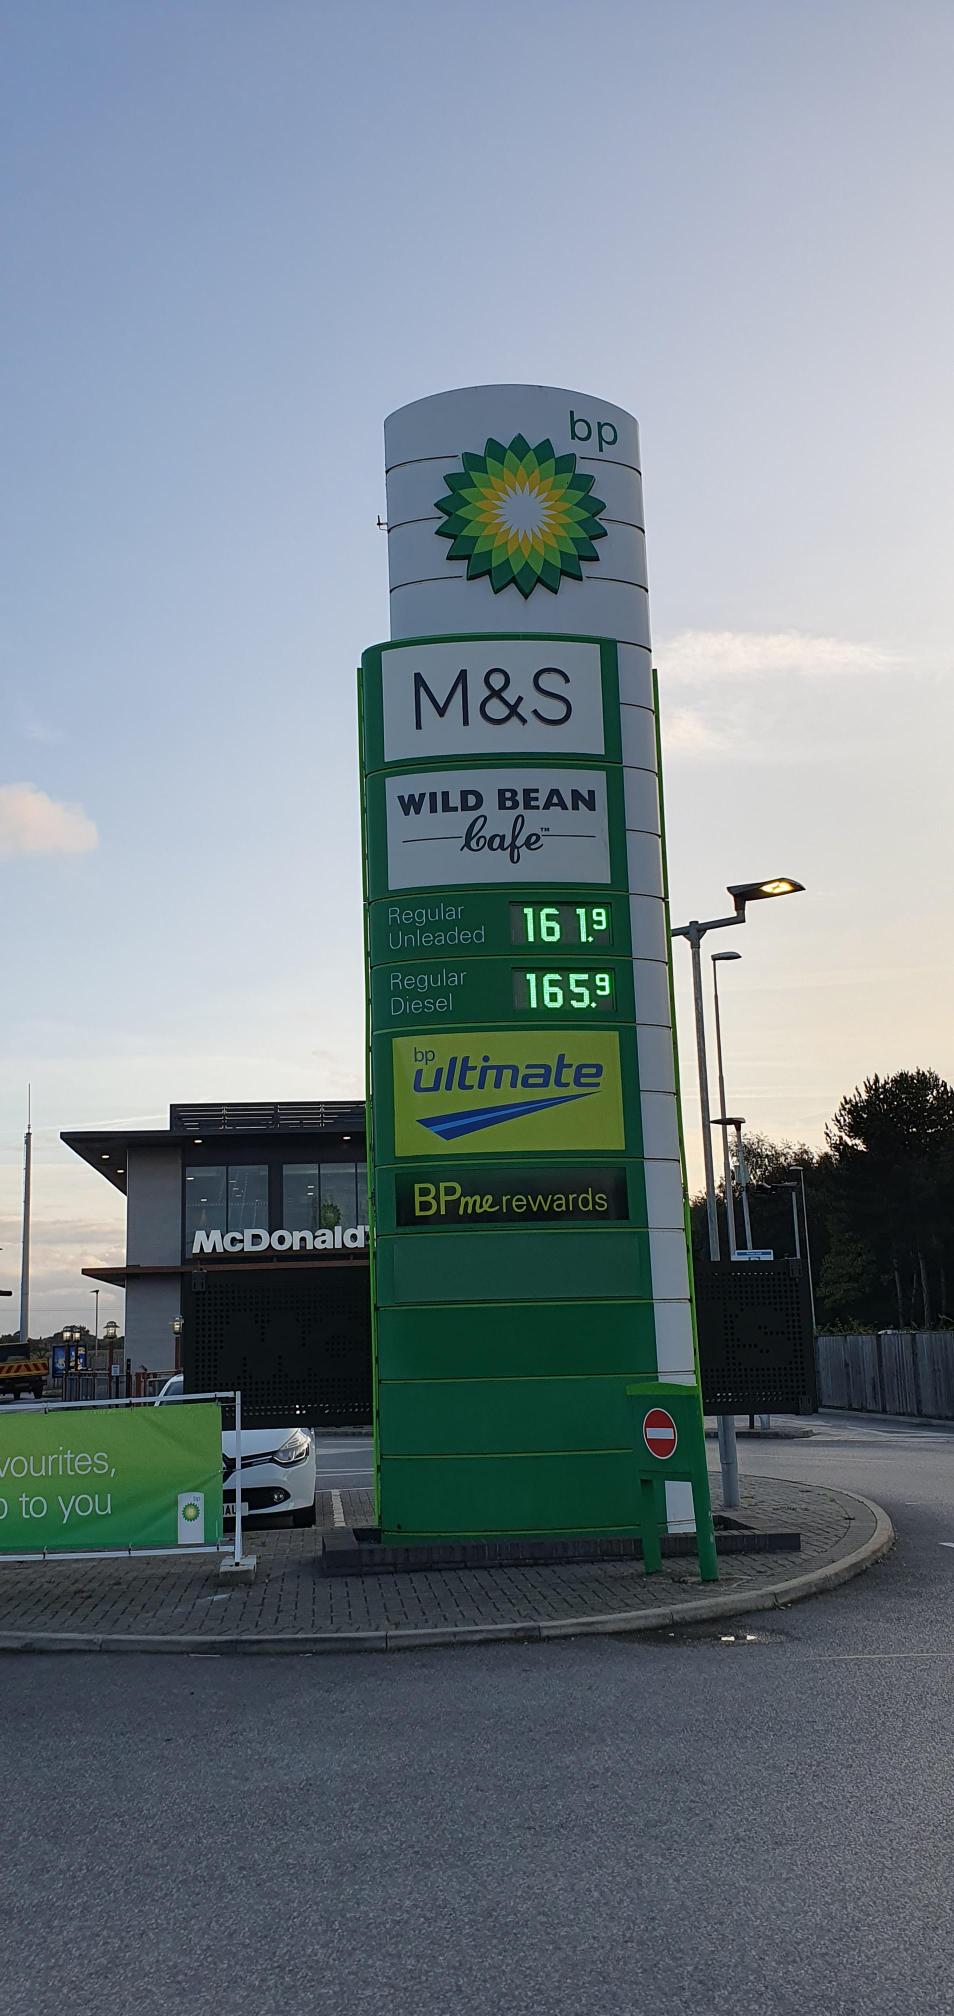 bp
M&S
WILD BEAN
Cafe™
Regular
Unleaded
161.9
Regular
Diesel
165.9
bp
ultimate
BPme rewards
McDonald'
vourites,
to you
bp